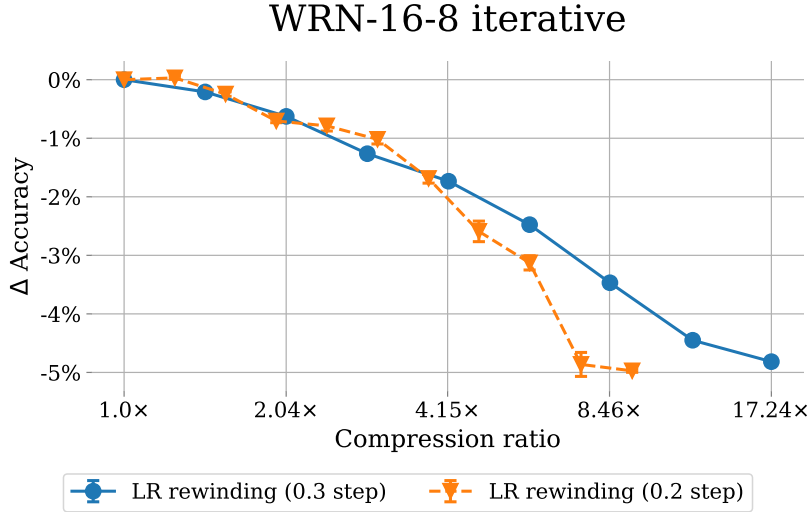 WRN-16-8 iterative
Δ Accuracy
0%
-1%
-2%
-3%
-4%
-5%
1.0× 2.04× 4.15× 8.46× 17.24×
Compression ratio
LR rewinding (0.3 step) LR rewinding (0.2 step)